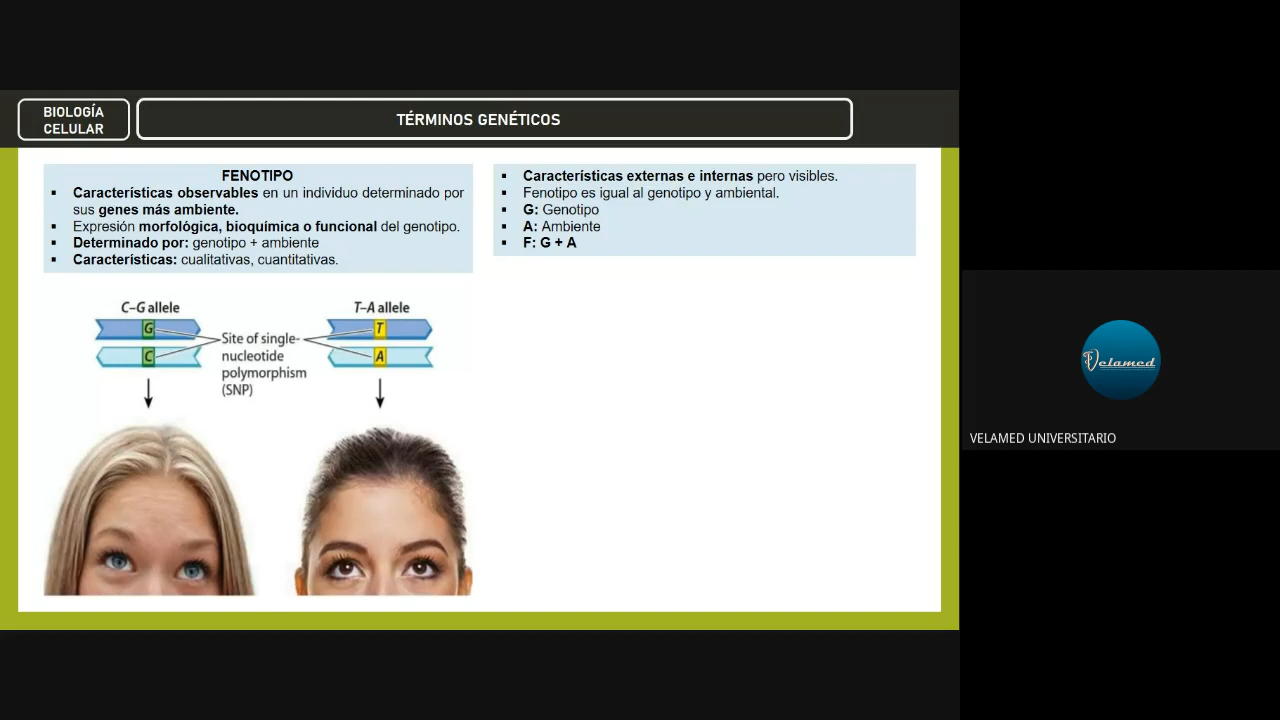 BIOLOGÍA
CELULAR
TÉRMINOS GENÉTICOS
FENOTIPO
▪ Características observables en un individuo determinado por
sus genes más ambiente.
▪ Expresión morfológica, bioquímica o funcional del genotipo.
▪ Determinado por: genotipo + ambiente
▪ Características: cualitativas, cuantitativas.
▪ Características externas e internas pero visibles.
▪ Fenotipo es igual al genotipo y ambiental.
▪ G: Genotipo
▪ A: Ambiente
▪ F: G + A
C–G allele
G
C
Site of single-
nucleotide
polymorphism
(SNP)
T–A allele
T
A
Velamed
VELAMED UNIVERSITARIO